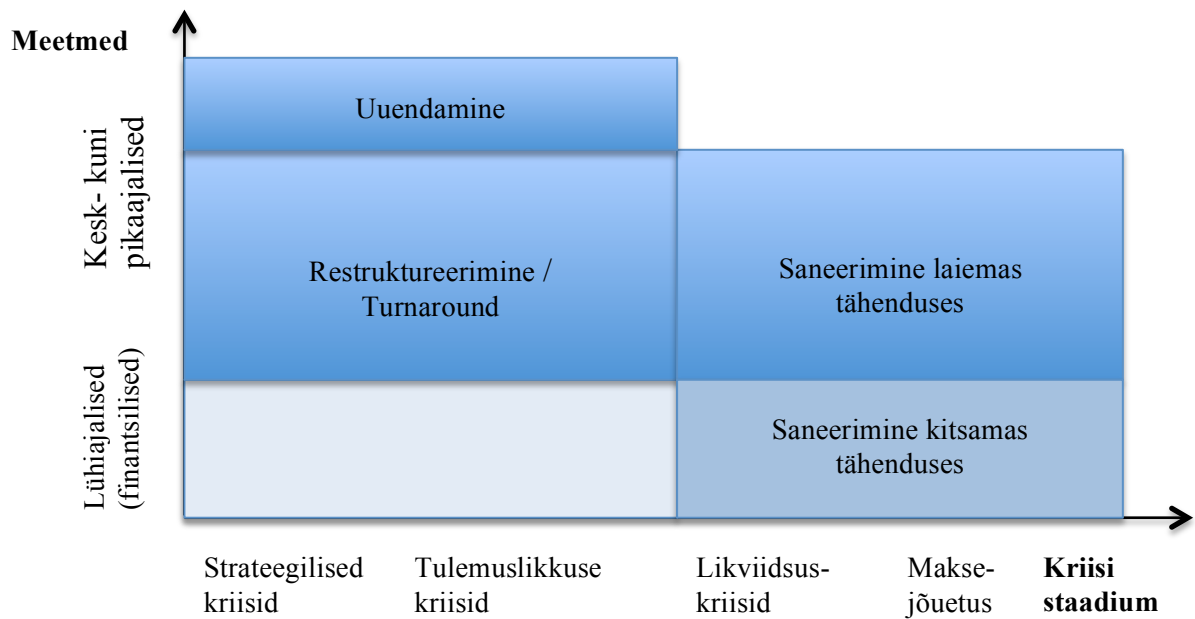 Meetmed
Kesk- kuni
pikaajalised
Lühiajalised
(finantsilised)
Uuendamine
Restruktureerimine /
Turnaround
Saneerimine laiemas
tähenduses
Saneerimine kitsamas
tähenduses
Strateegilised
kriisid
Tulemuslikkuse
kriisid
Likviidsus-
kriisid
Makse-
jõuetus
Kriisi
staadium